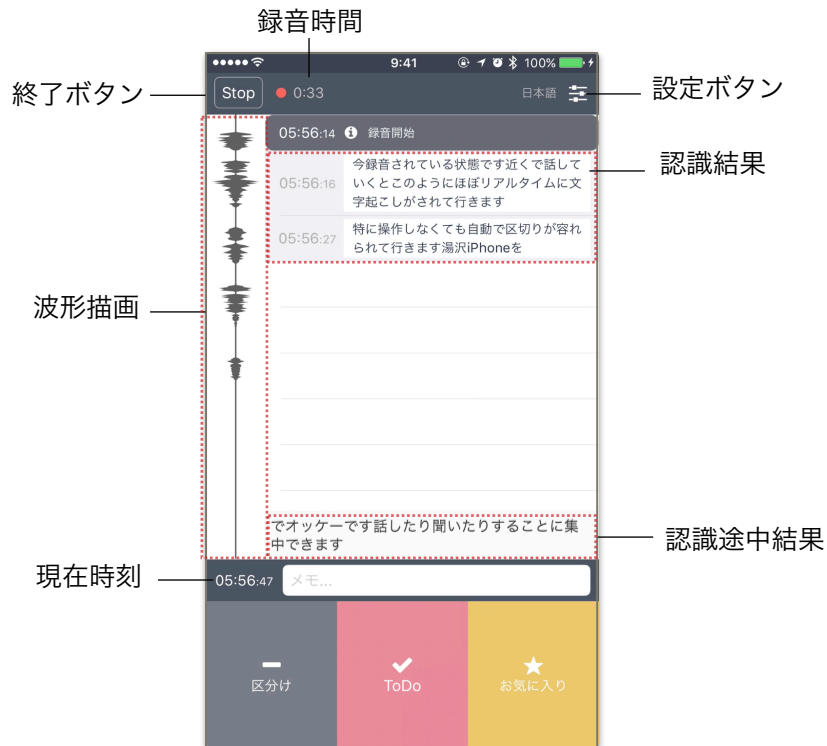 録音時間
9:41 100%
終了ボタン
Stop 0:33 日本語
設定ボタン
05:56:14 録音開始
認識結果
05:56:16
今録音されている状態です近くで話して
いくとこのようにほぼリアルタイムに文
字起こしがされて行きます
05:56:27
特に操作しなくても自動で区切りが容れ
られて行きます湯沢iPhoneを
波形描画
でオッケーです話したり聞いたりすることに集
中できます
認識途中結果
現在時刻
05:56:47 メモ...
区分け ToDo お気に入り